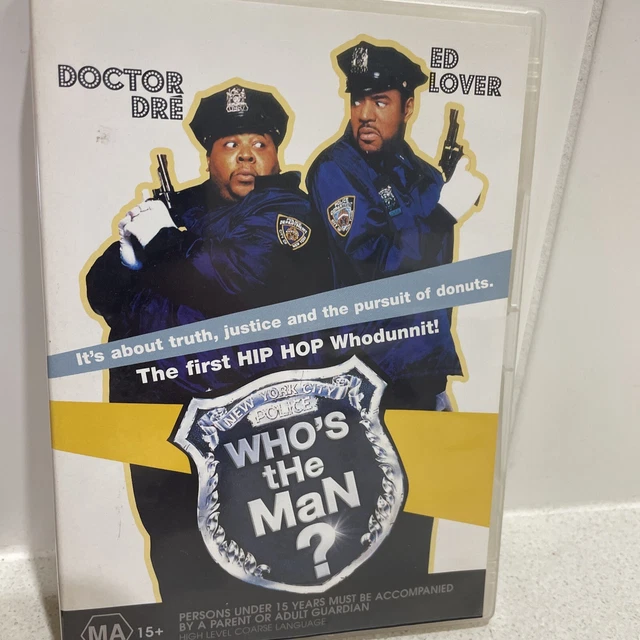 DOCTOR
DRÉ
ED
LOVER
It's about truth, justice and the pursuit of donuts.
The first HIP HOP Whodunnit!
NEW YORK CITY
POLICE
WHO'S
tHe
MaN
?
MA 15+
PERSONS UNDER 15 YEARS MUST BE ACCOMPANIED
BY A PARENT OR ADULT GUARDIAN
HIGH LEVEL COARSE LANGUAGE